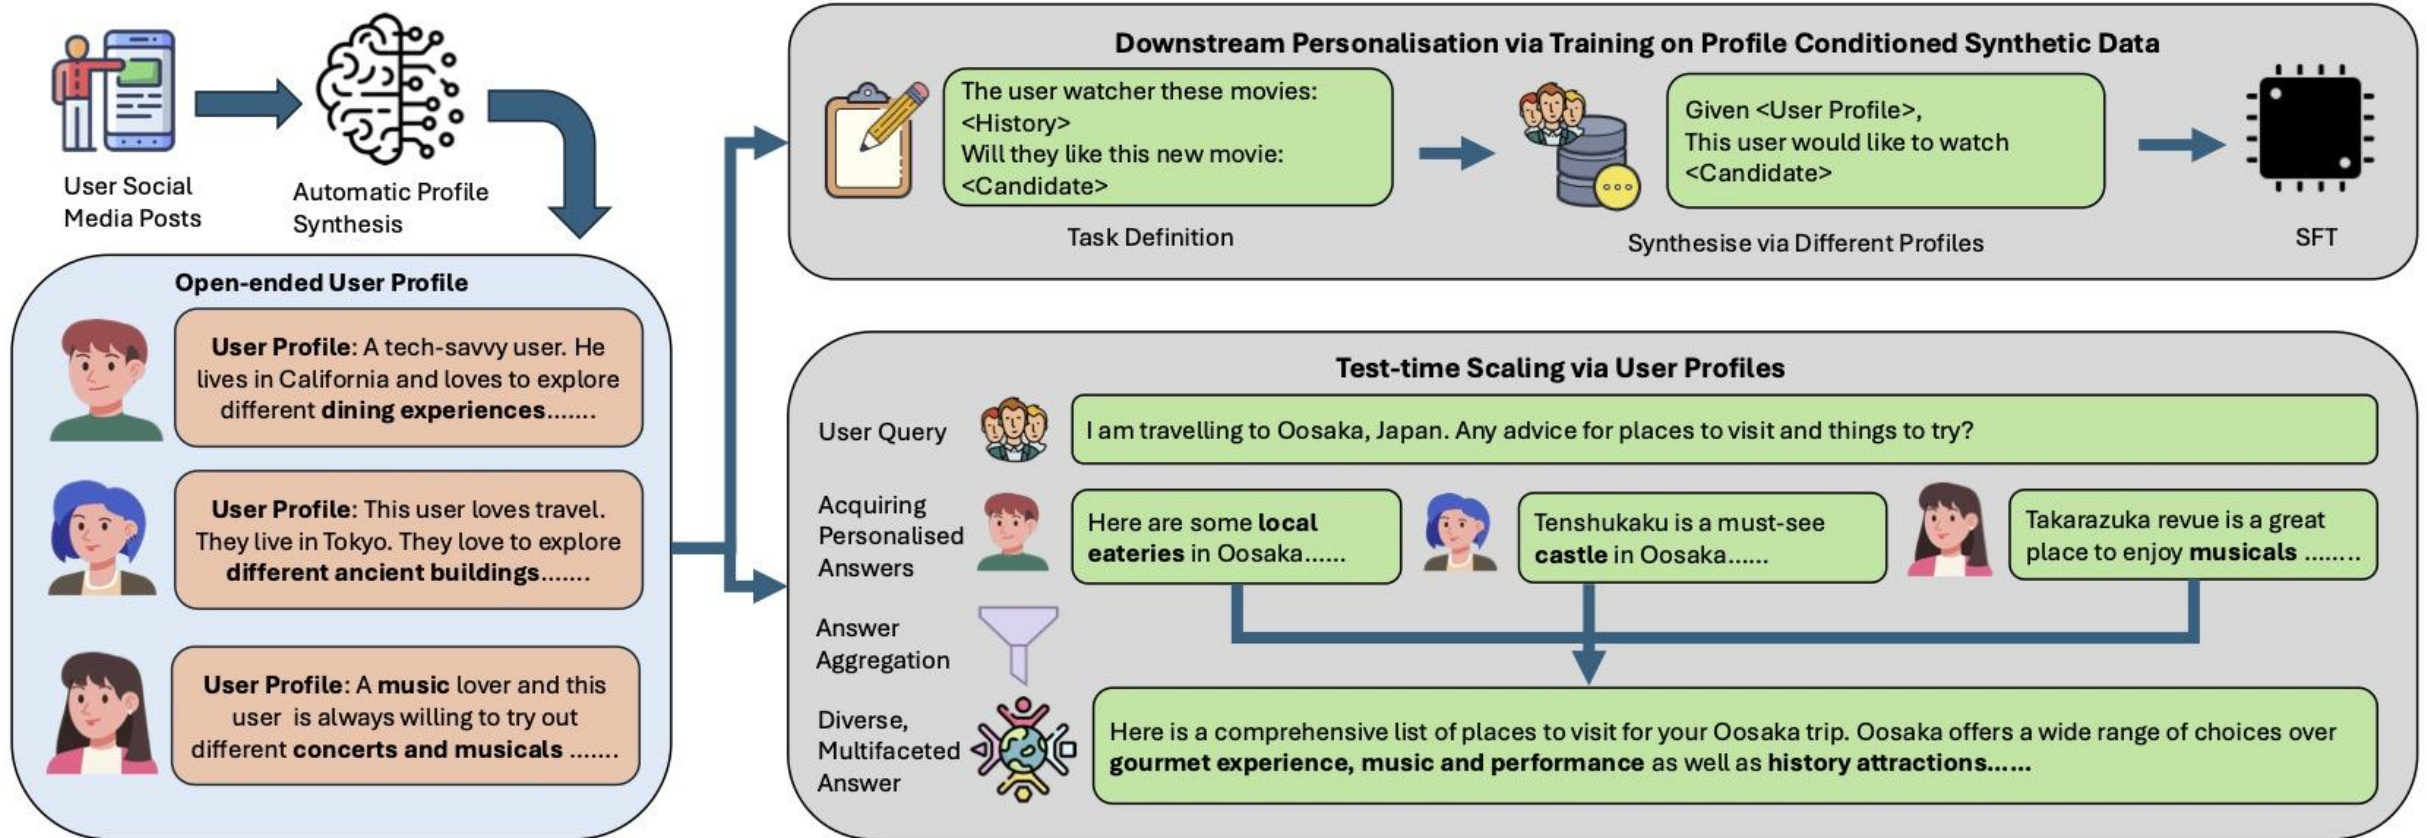 User Social
Media Posts
Automatic Profile
Synthesis
Open-ended User Profile
User Profile: A tech-savvy user. He
lives in California and loves to explore
different dining experiences.......
User Profile: This user loves travel.
They live in Tokyo. They love to explore
different ancient buildings.......
User Profile: A music lover and this
user is always willing to try out
different concerts and musicals .......
Downstream Personalisation via Training on Profile Conditioned Synthetic Data
The user watcher these movies:
<History>
Will they like this new movie:
<Candidate>
Task Definition
Given <User Profile>,
This user would like to watch
<Candidate>
Synthesise via Different Profiles
SFT
Test-time Scaling via User Profiles
User Query
I am travelling to Oosaka, Japan. Any advice for places to visit and things to try?
Acquiring
Personalised
Answers
Here are some local
eateries in Oosaka......
Tenshukaku is a must-see
castle in Oosaka......
Takarazuka revue is a great
place to enjoy musicals ........
Answer
Aggregation
Diverse,
Multifaceted
Answer
Here is a comprehensive list of places to visit for your Oosaka trip. Oosaka offers a wide range of choices over
gourmet experience, music and performance as well as history attractions......